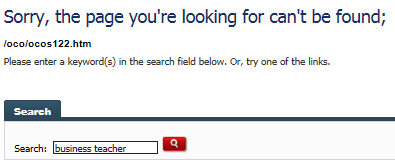 Sorry, the page you're looking for can't be found;
/oco/ocos122.htm
Please enter a keyword(s) in the search field below. Or, try one of the links.
Search
Search: business teacher